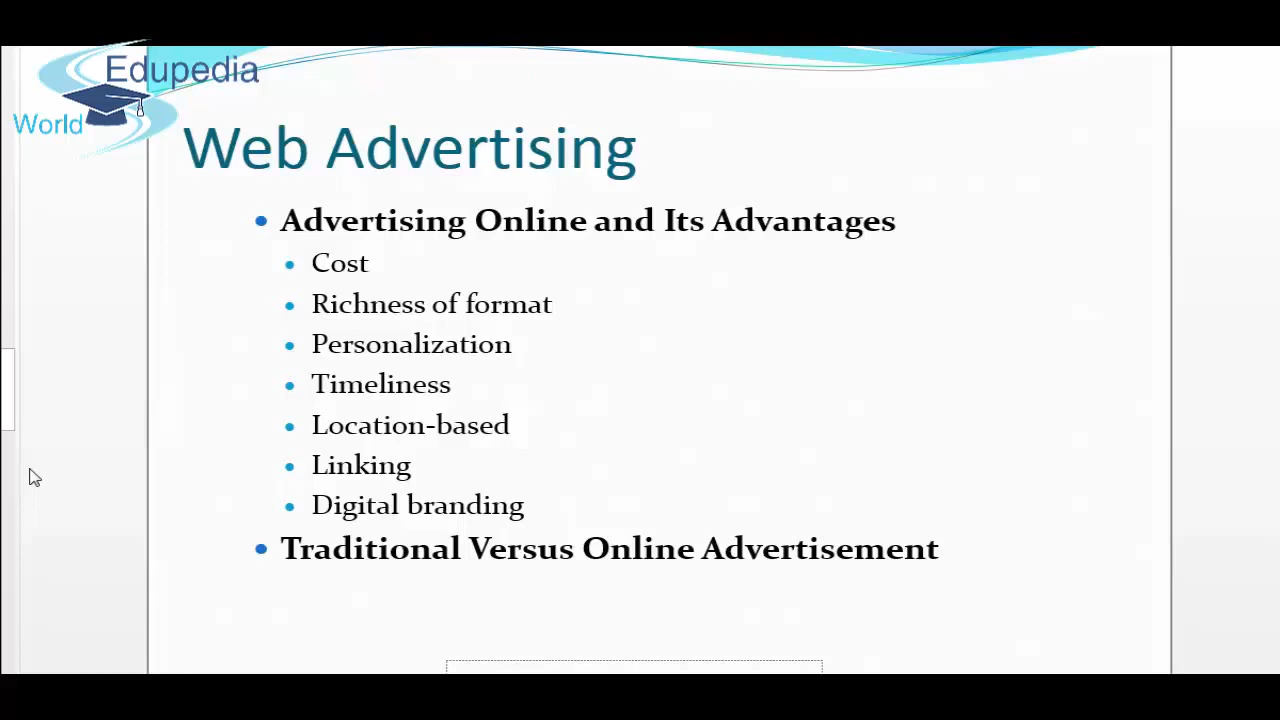 Edupedia
World
Web Advertising
• Advertising Online and Its Advantages
• Cost
• Richness of format
• Personalization
• Timeliness
• Location-based
• Linking
• Digital branding
• Traditional Versus Online Advertisement